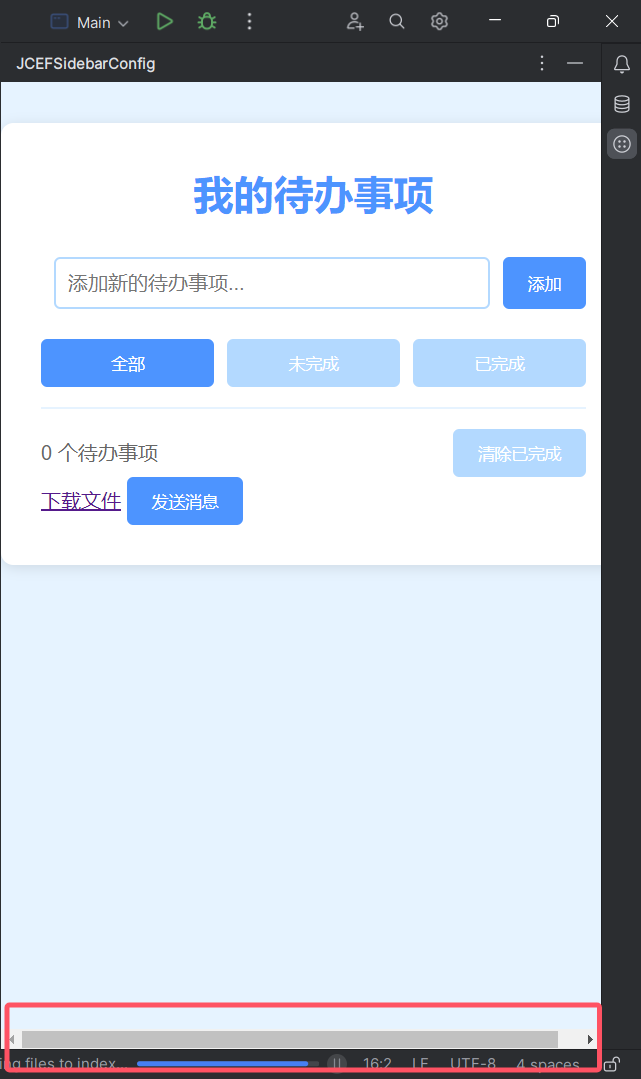 Main
JCEFSidebarConfig
我的待办事项
添加新的待办事项...
添加
全部
未完成
已完成
0 个待办事项
清除已完成
下载文件
发送消息
ing files to index...
16:2
LF
UTF-8
4 spaces